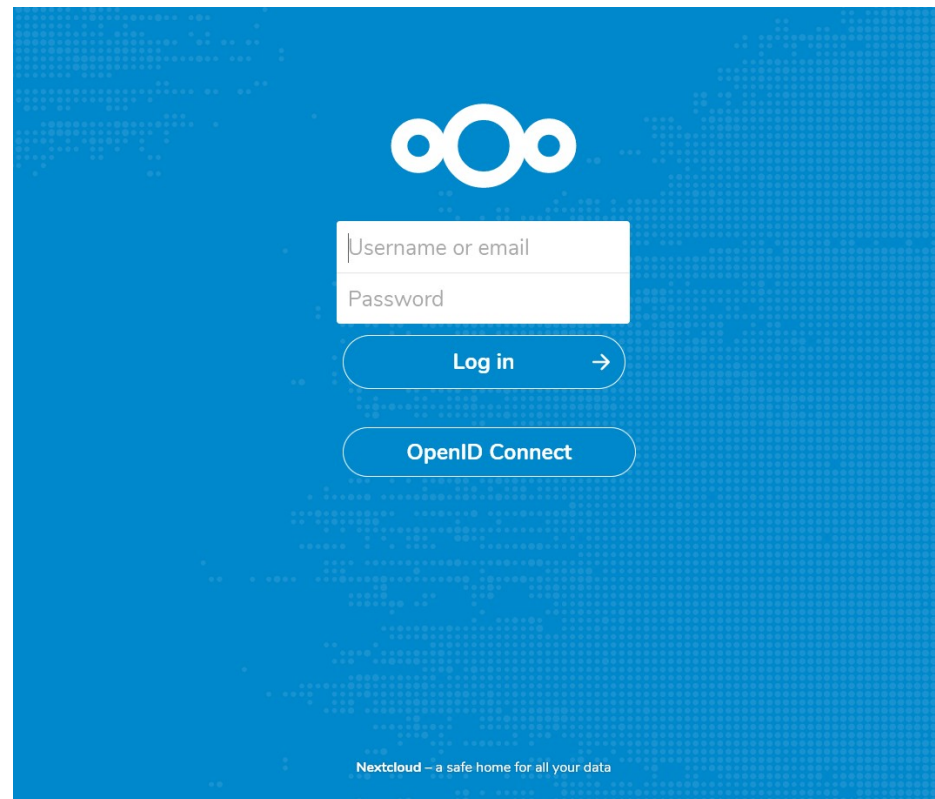 Username or email
Password
Log in
OpenID Connect
Nextcloud – a safe home for all your data